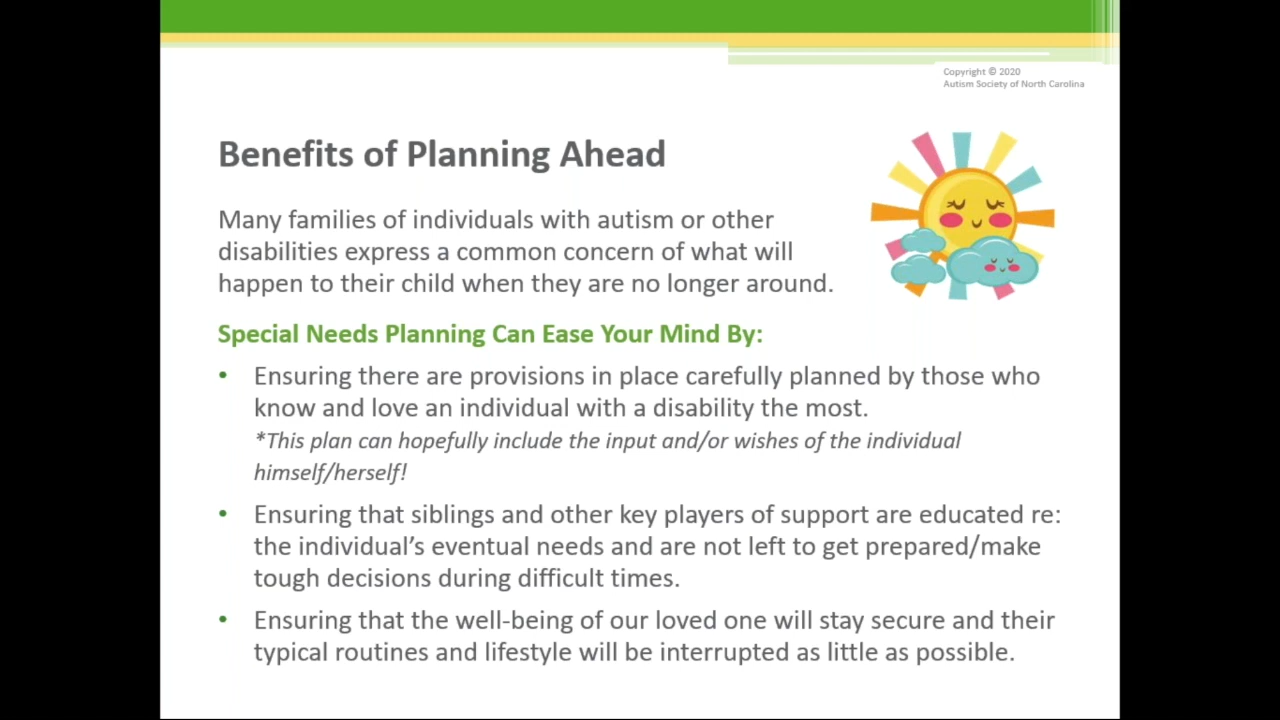 Copyright © 2020
Autism Society of North Carolina
Benefits of Planning Ahead
Many families of individuals with autism or other
disabilities express a common concern of what will
happen to their child when they are no longer around.
Special Needs Planning Can Ease Your Mind By:
• Ensuring there are provisions in place carefully planned by those who
know and love an individual with a disability the most.
*This plan can hopefully include the input and/or wishes of the individual
himself/herself!
• Ensuring that siblings and other key players of support are educated re:
the individual’s eventual needs and are not left to get prepared/make
tough decisions during difficult times.
• Ensuring that the well-being of our loved one will stay secure and their
typical routines and lifestyle will be interrupted as little as possible.